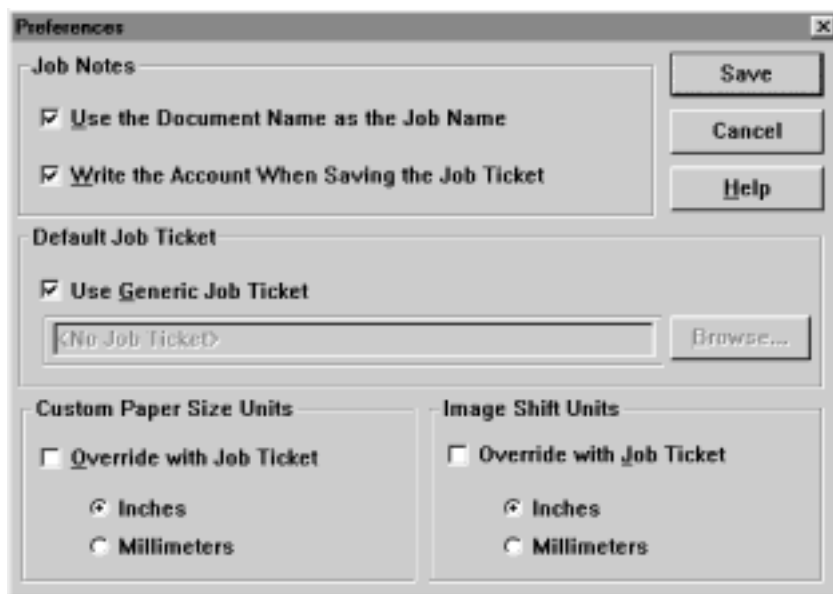 Preferences
Job Notes
Use the Document Name as the Job Name
Write the Account When Saving the Job Ticket
Save
Cancel
Help
Default Job Ticket
Use Generic Job Ticket
<No Job Ticket>
Browse...
Custom Paper Size Units
Override with Job Ticket
Inches
Millimeters
Image Shift Units
Override with Job Ticket
Inches
Millimeters